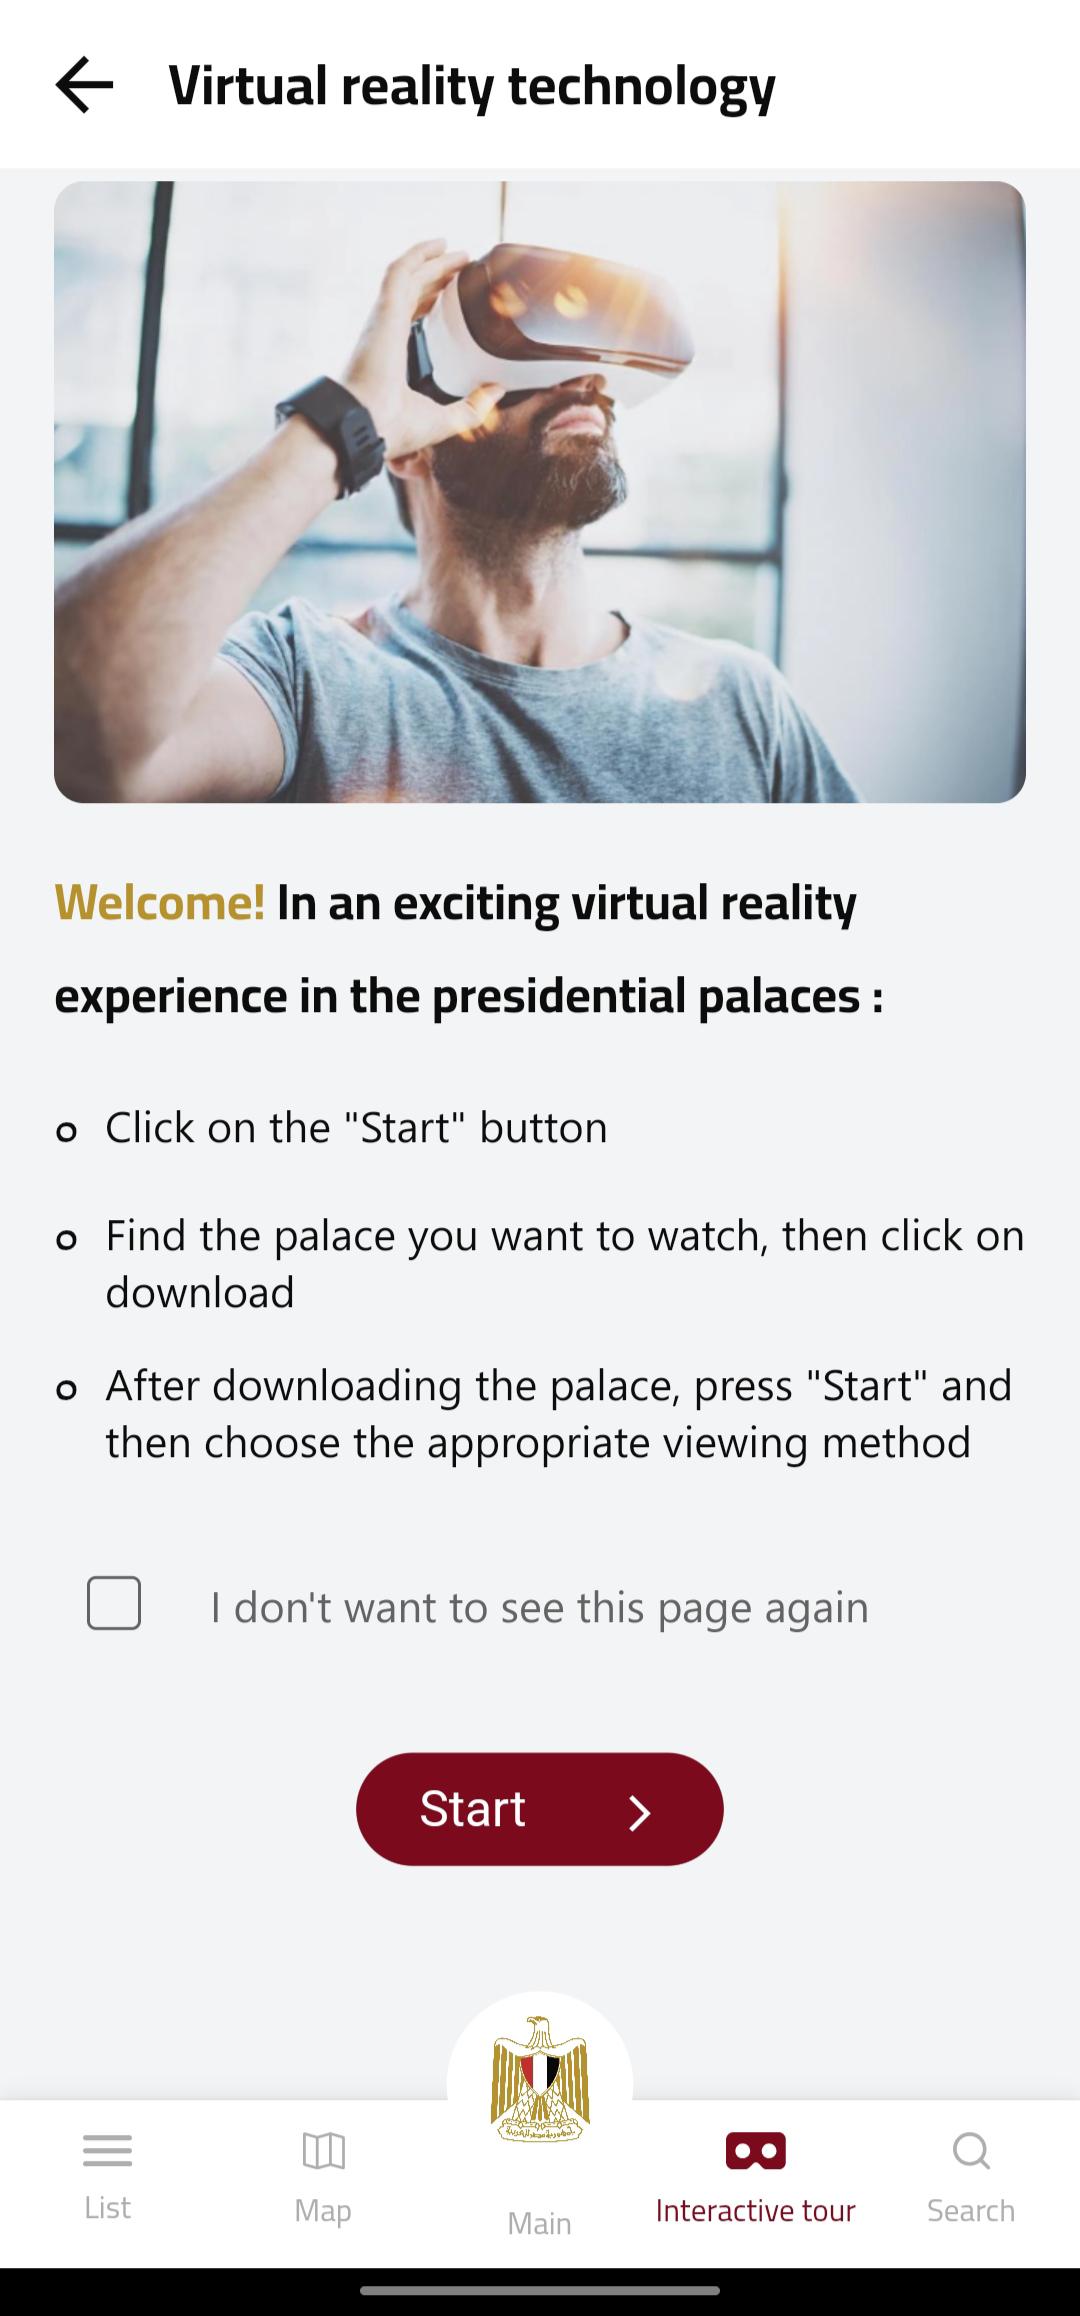 Virtual reality technology
Welcome! In an exciting virtual reality
experience in the presidential palaces :
Click on the "Start" button
Find the palace you want to watch, then click on
download
After downloading the palace, press "Start" and
then choose the appropriate viewing method
I don't want to see this page again
Start
List
Map
Main
Interactive tour
Search